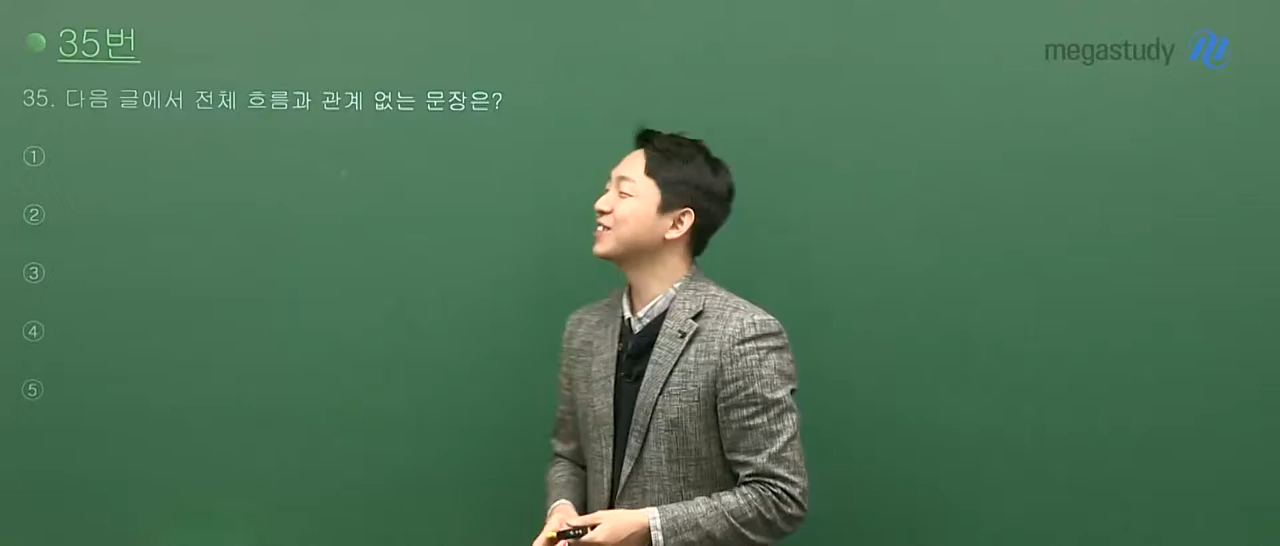 35번
megastudy
35. 다음 글에서 전체 흐름과 관계 없는 문장은?
①
②
③
④
⑤